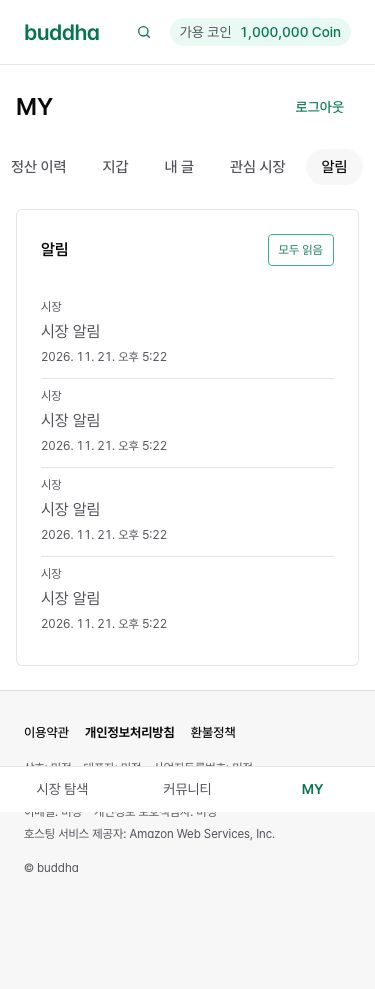 buddha
가용 코인 1,000,000 Coin
MY
로그아웃
정산 이력 지갑 내 글 관심 시장 알림
알림
모두 읽음
시장
시장 알림
2026. 11. 21. 오후 5:22
시장
시장 알림
2026. 11. 21. 오후 5:22
시장
시장 알림
2026. 11. 21. 오후 5:22
시장
시장 알림
2026. 11. 21. 오후 5:22
이용약관 개인정보처리방침 환불정책
시장 탐색 커뮤니티 MY
호스팅 서비스 제공자: Amazon Web Services, Inc.
© buddha